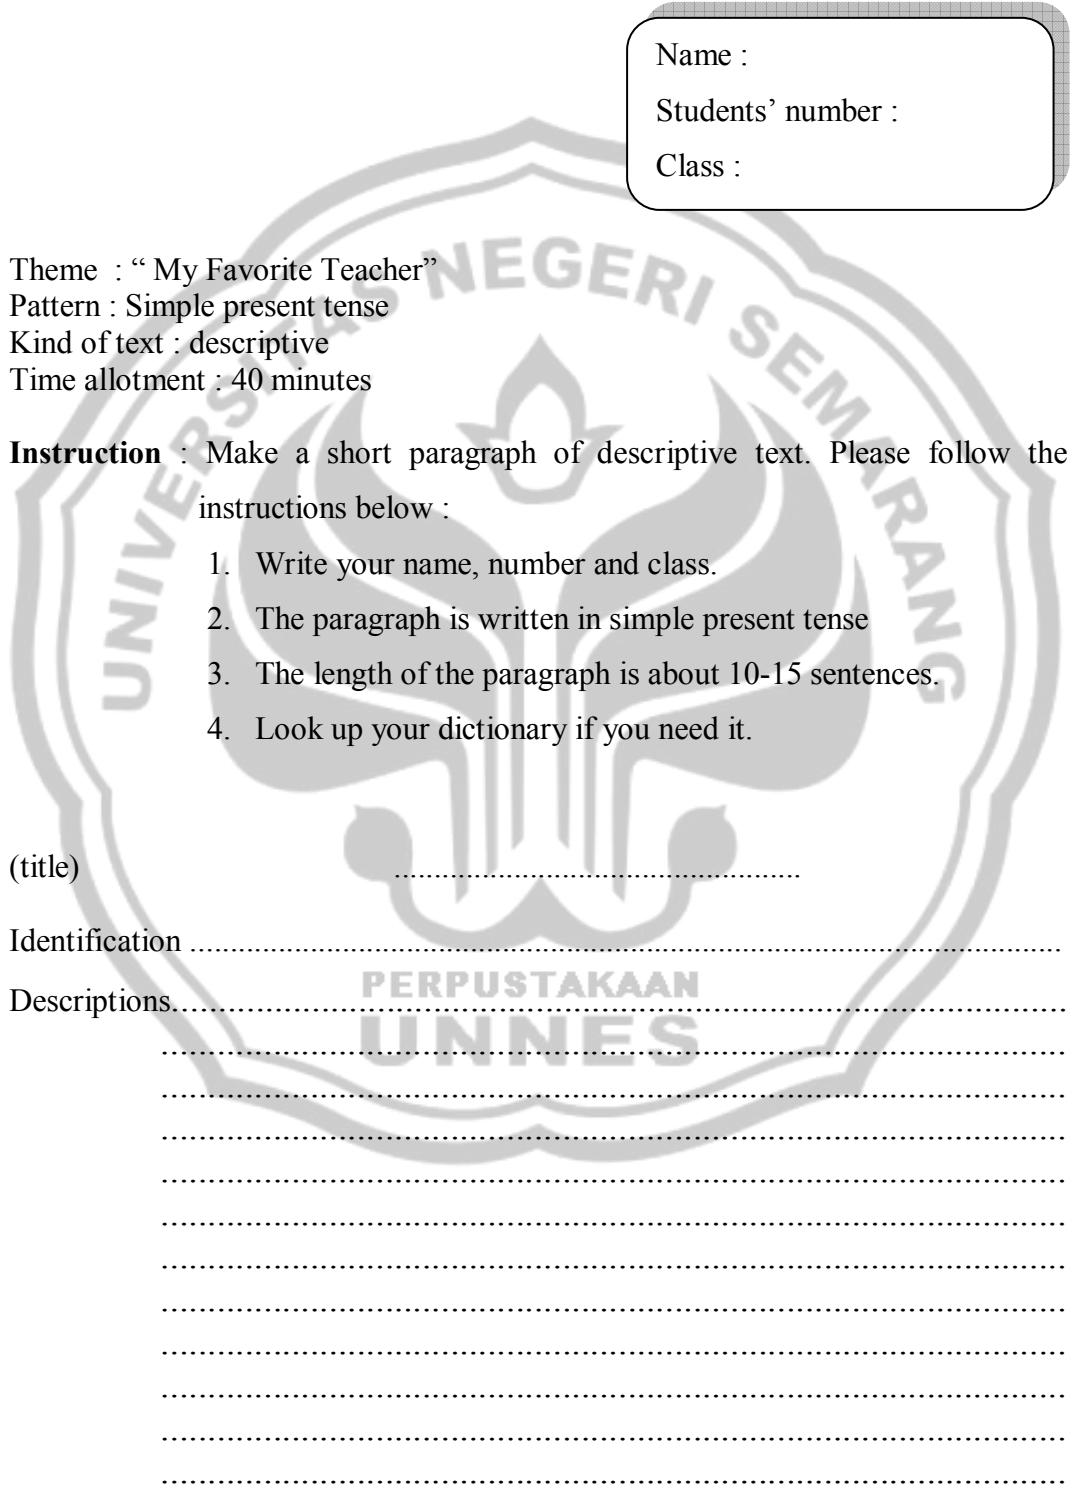 Name :
Students’ number :
Class :
UNIVERSITAS NEGERI SEMARANG
Theme : “ My Favorite Teacher”
Pattern : Simple present tense
Kind of text : descriptive
Time allotment : 40 minutes
Instruction : Make a short paragraph of descriptive text. Please follow the
instructions below :
1. Write your name, number and class.
2. The paragraph is written in simple present tense
3. The length of the paragraph is about 10-15 sentences.
4. Look up your dictionary if you need it.
(title) ..................................................
Identification ..............................................................................................................
Descriptions................................................................................................
PERPUSTAKAAN
UNNES
.................................................................................................
.................................................................................................
.................................................................................................
.................................................................................................
.................................................................................................
.................................................................................................
.................................................................................................
.................................................................................................
.................................................................................................
.................................................................................................
.................................................................................................